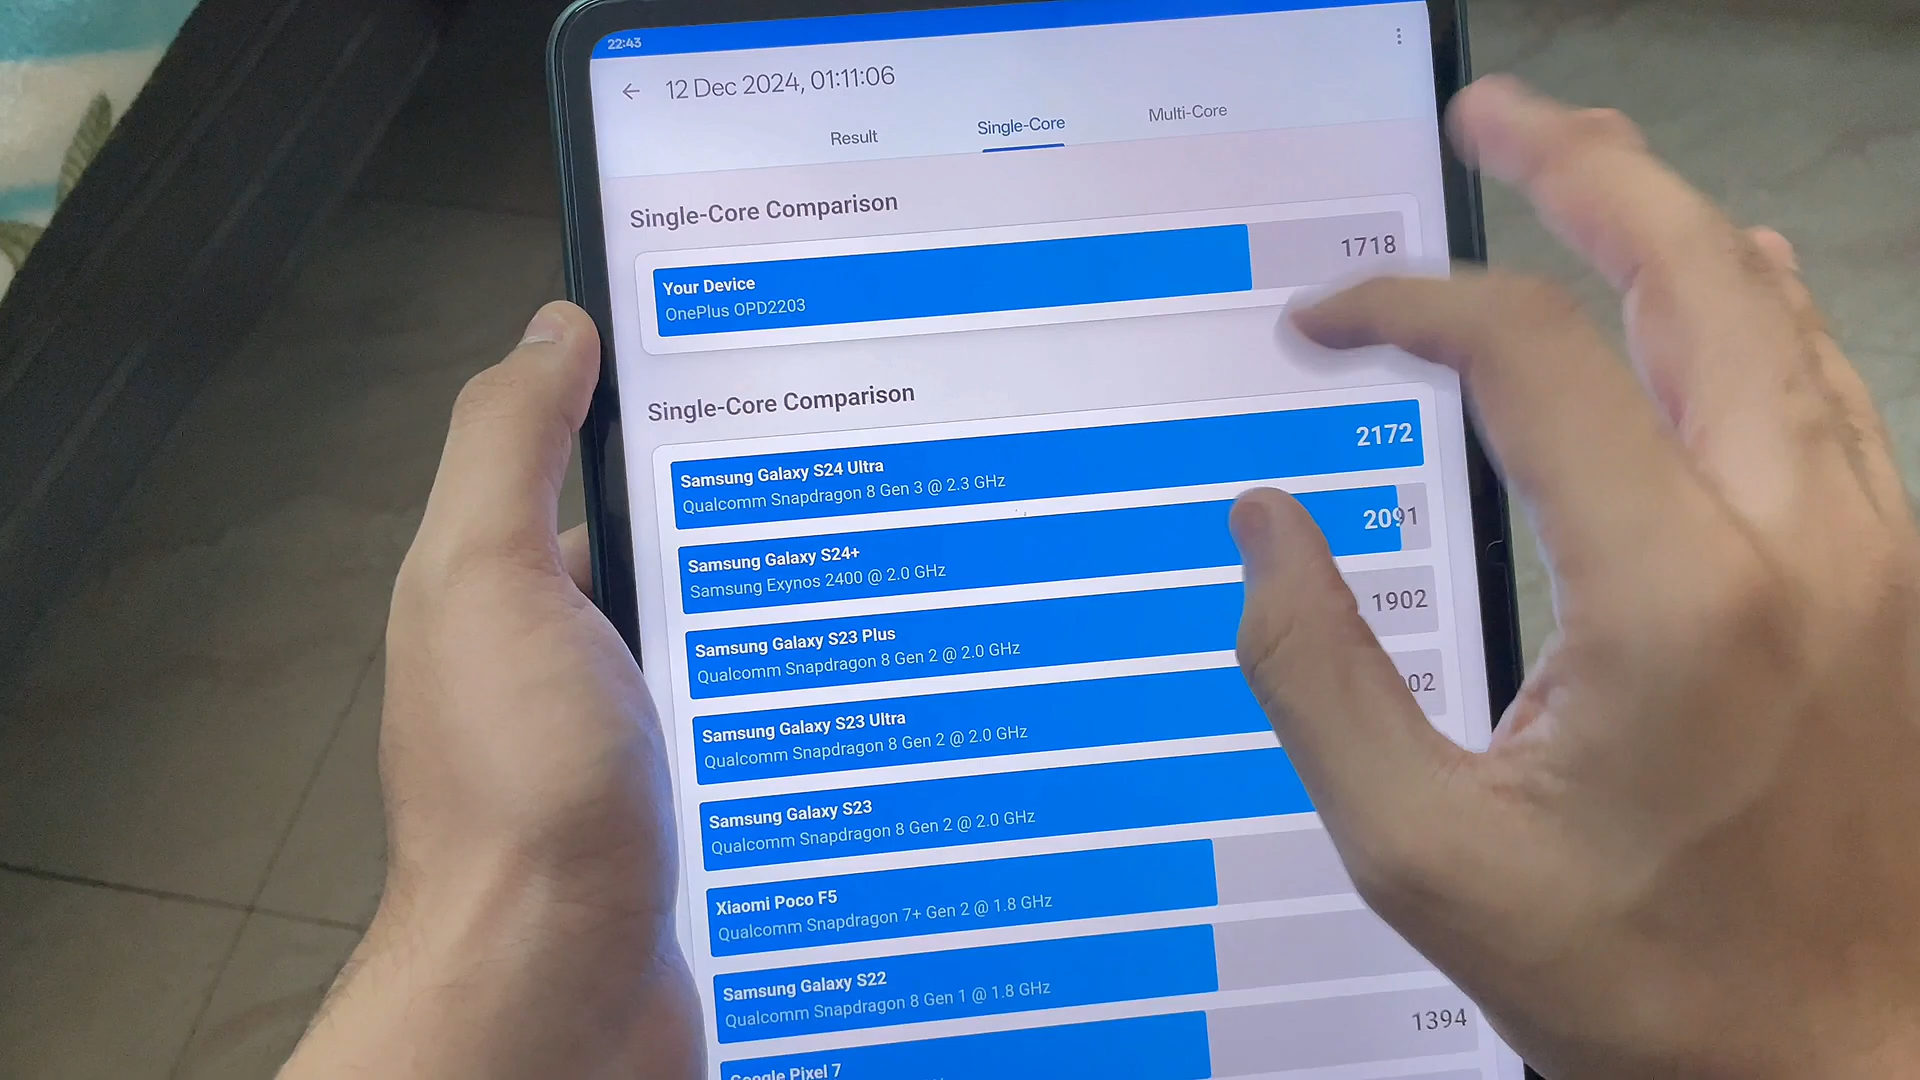 22:43
12 Dec 2024, 01:11:06
Result
Single-Core
Multi-Core
Single-Core Comparison
Your Device
OnePlus OPD2203
1718
Single-Core Comparison
Samsung Galaxy S24 Ultra
Qualcomm Snapdragon 8 Gen 3 @ 2.3 GHz
2172
Samsung Galaxy S24+
Samsung Exynos 2400 @ 2.0 GHz
2091
Samsung Galaxy S23 Plus
Qualcomm Snapdragon 8 Gen 2 @ 2.0 GHz
1902
Samsung Galaxy S23 Ultra
Qualcomm Snapdragon 8 Gen 2 @ 2.0 GHz
Samsung Galaxy S23
Qualcomm Snapdragon 8 Gen 2 @ 2.0 GHz
Xiaomi Poco F5
Qualcomm Snapdragon 7+ Gen 2 @ 1.8 GHz
Samsung Galaxy S22
Qualcomm Snapdragon 8 Gen 1 @ 1.8 GHz
1394
Google Pixel 7